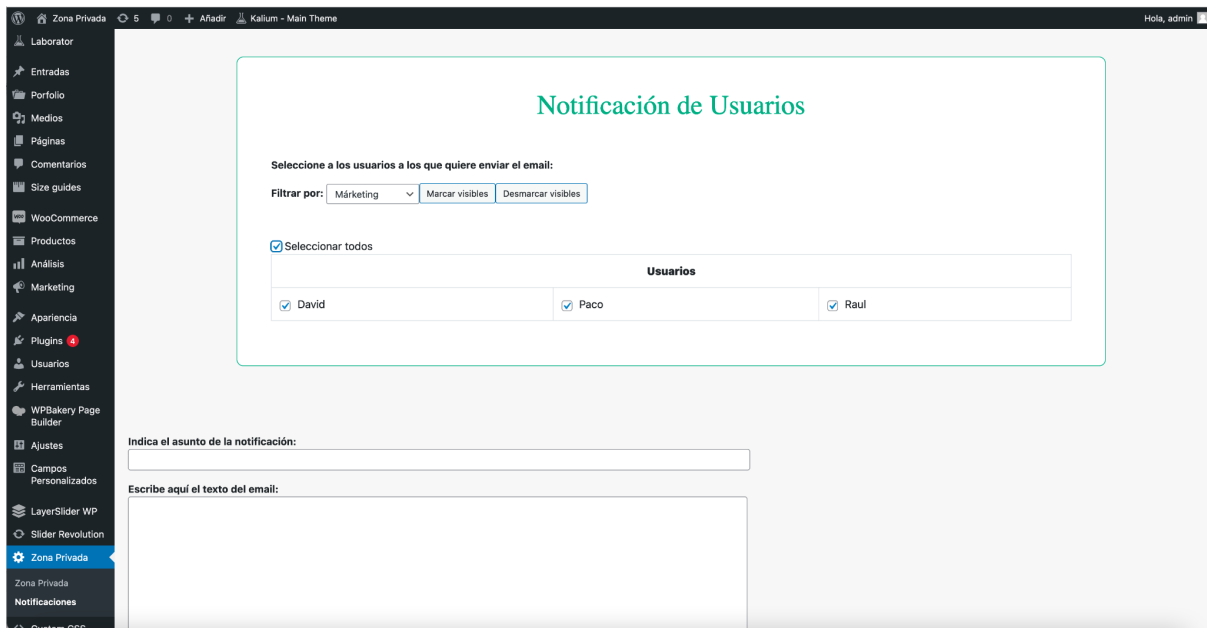 Zona Privada 5 0 Añadir Kalium - Main Theme Hola, admin
Laborator
Entradas
Porfolio
Medios
Páginas
Comentarios
Size guides
WooCommerce
Productos
Análisis
Marketing
Apariencia
Plugins 4
Usuarios
Herramientas
WPBakery Page
Builder
Ajustes
Campos
Personalizados
LayerSlider WP
Slider Revolution
Zona Privada
Zona Privada
Notificaciones
Custom CSS
Notificación de Usuarios
Seleccione a los usuarios a los que quiere enviar el email:
Filtrar por: Márketing Marcar visibles Desmarcar visibles
Seleccionar todos
Usuarios
David Paco Raul
Indica el asunto de la notificación:
Escribe aquí el texto del email: